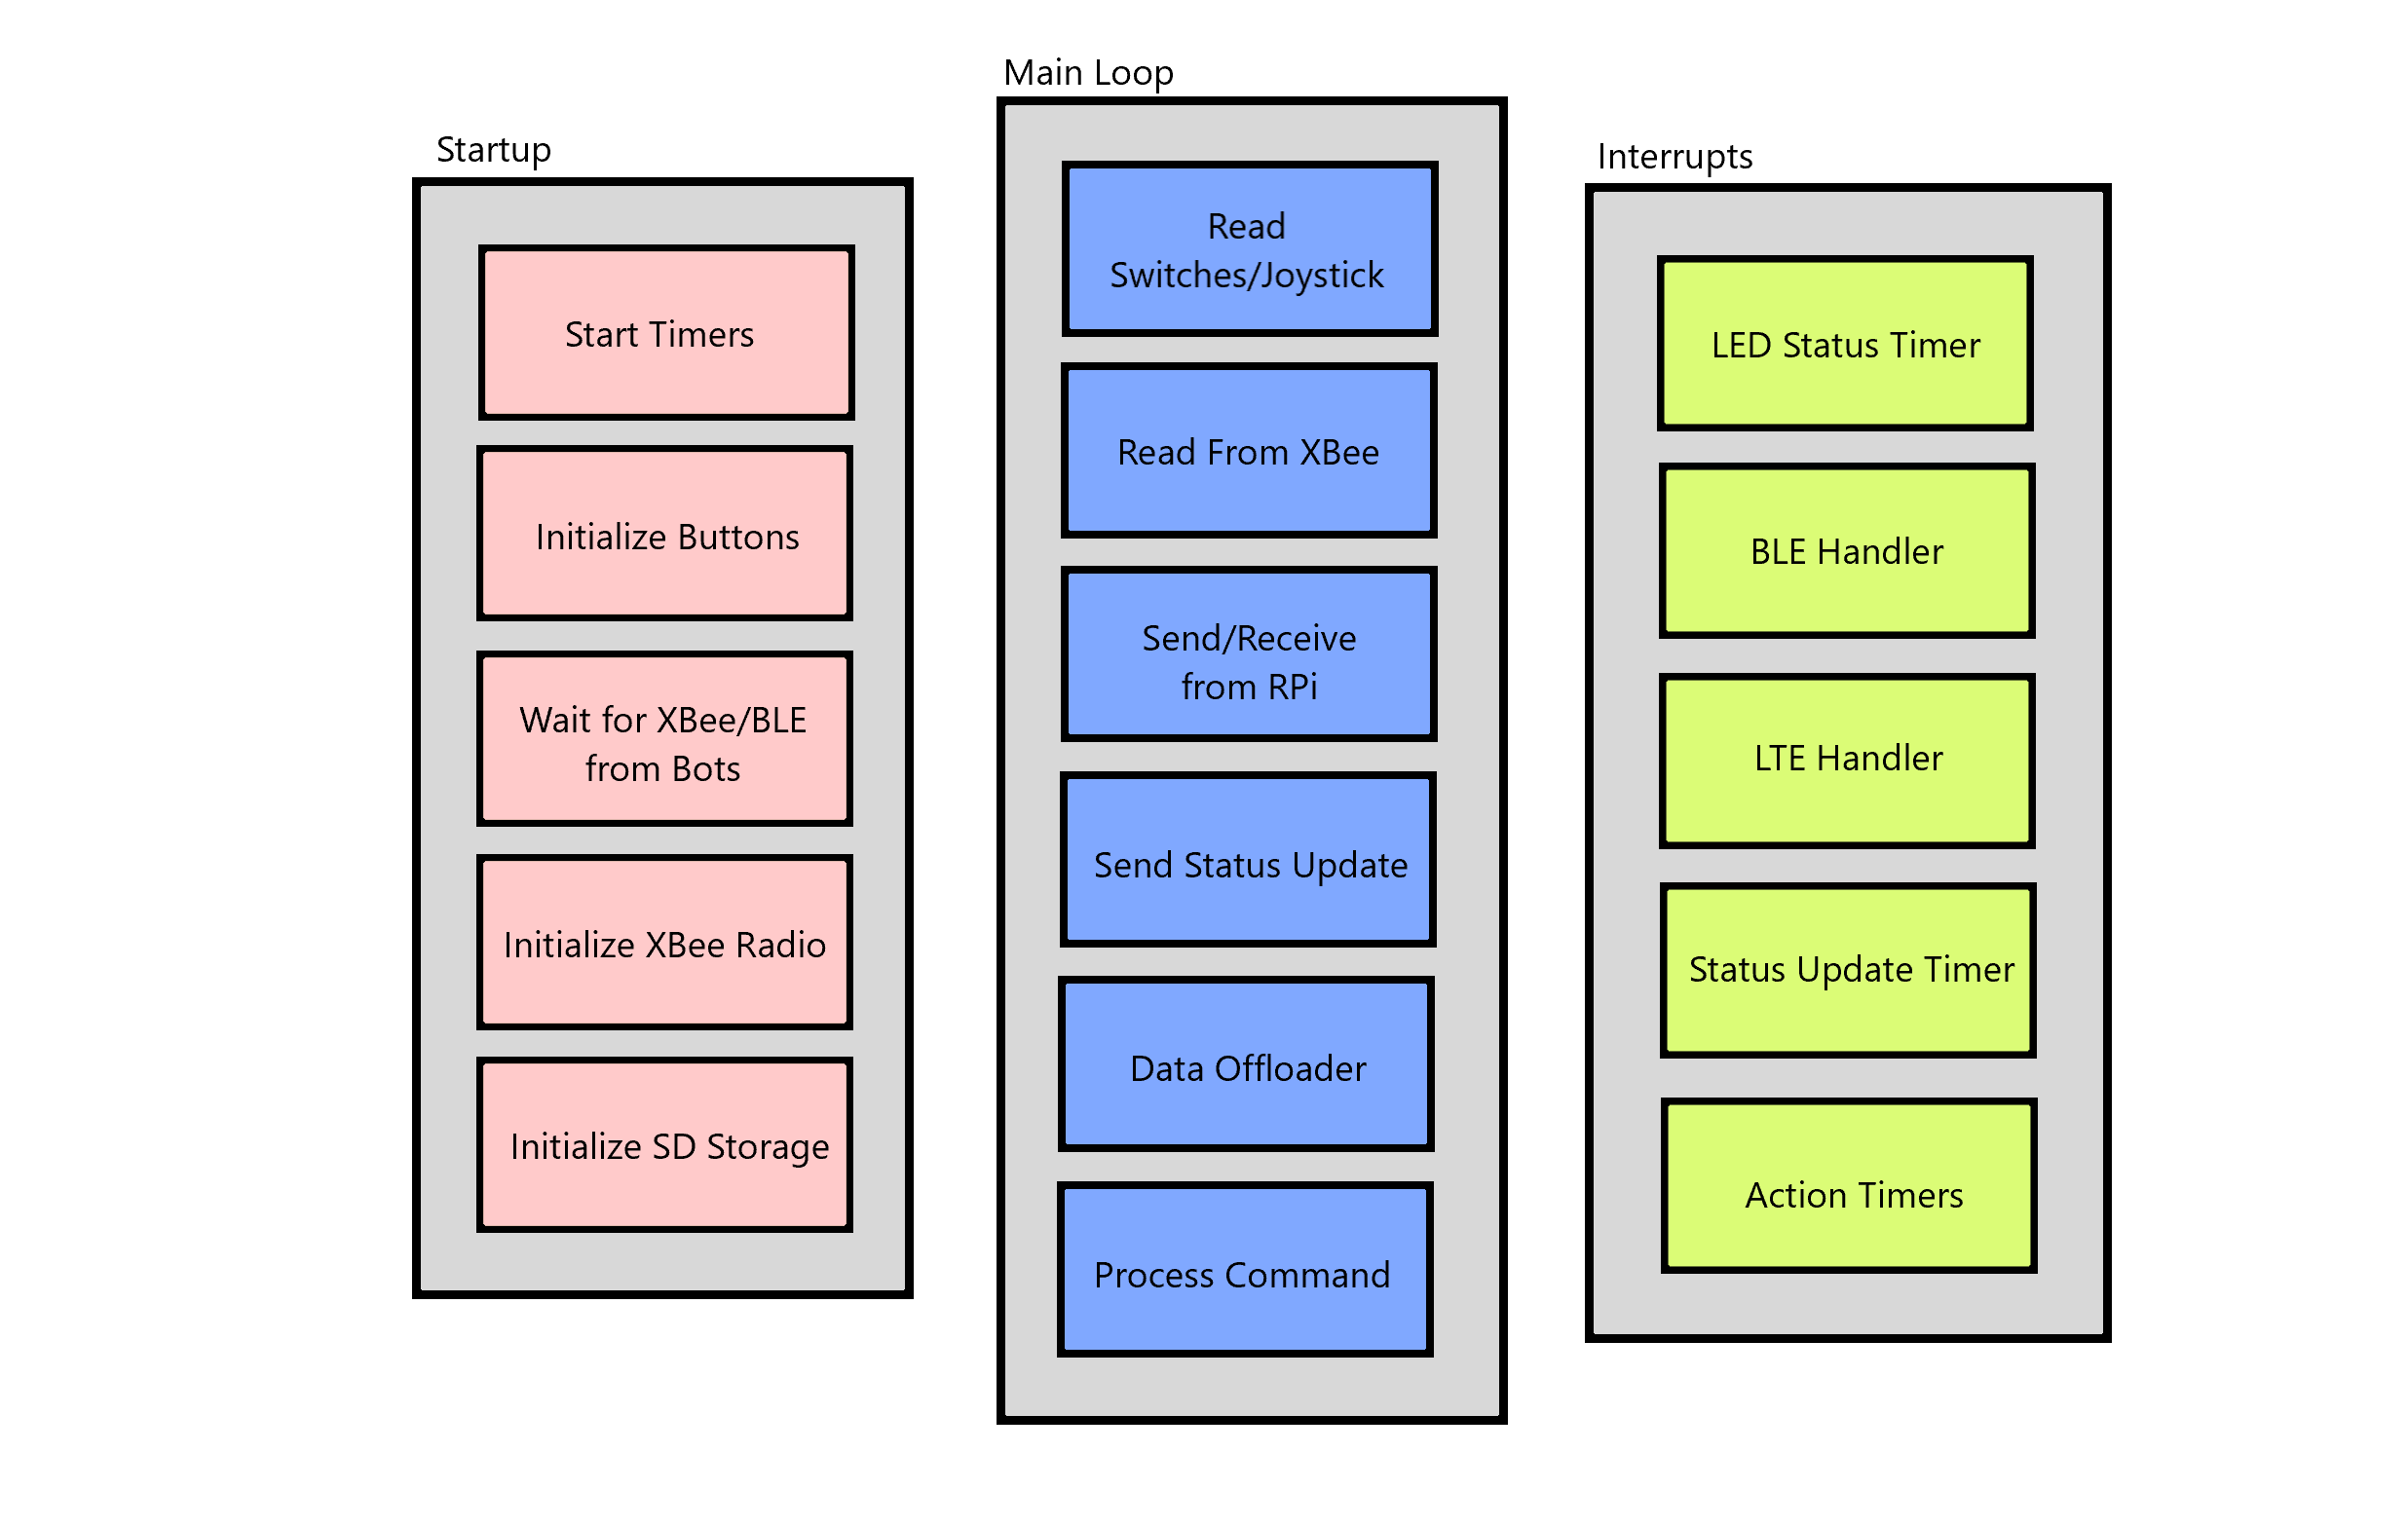 Startup
Start Timers
Initialize Buttons
Wait for XBee/BLE
from Bots
Initialize XBee Radio
Initialize SD Storage
Main Loop
Read
Switches/Joystick
Read From XBee
Send/Receive
from RPi
Send Status Update
Data Offloader
Process Command
Interrupts
LED Status Timer
BLE Handler
LTE Handler
Status Update Timer
Action Timers